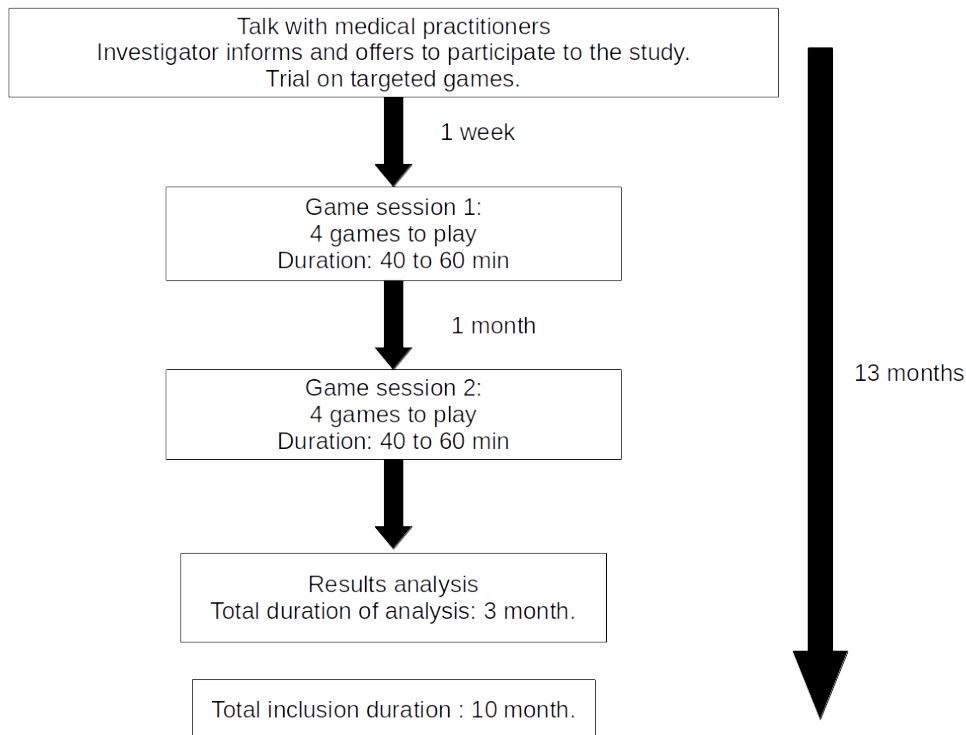 Talk with medical practitioners
Investigator informs and offers to participate to the study.
Trial on targeted games.
1 week
Game session 1:
4 games to play
Duration: 40 to 60 min
1 month
Game session 2:
4 games to play
Duration: 40 to 60 min
13 months
Results analysis
Total duration of analysis: 3 month.
Total inclusion duration : 10 month.